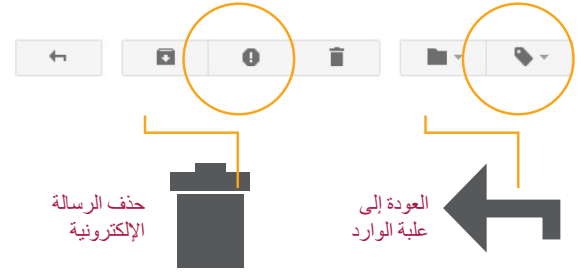 العودة إلى
علبة الوارد
حذف الرسالة
الإلكترونية